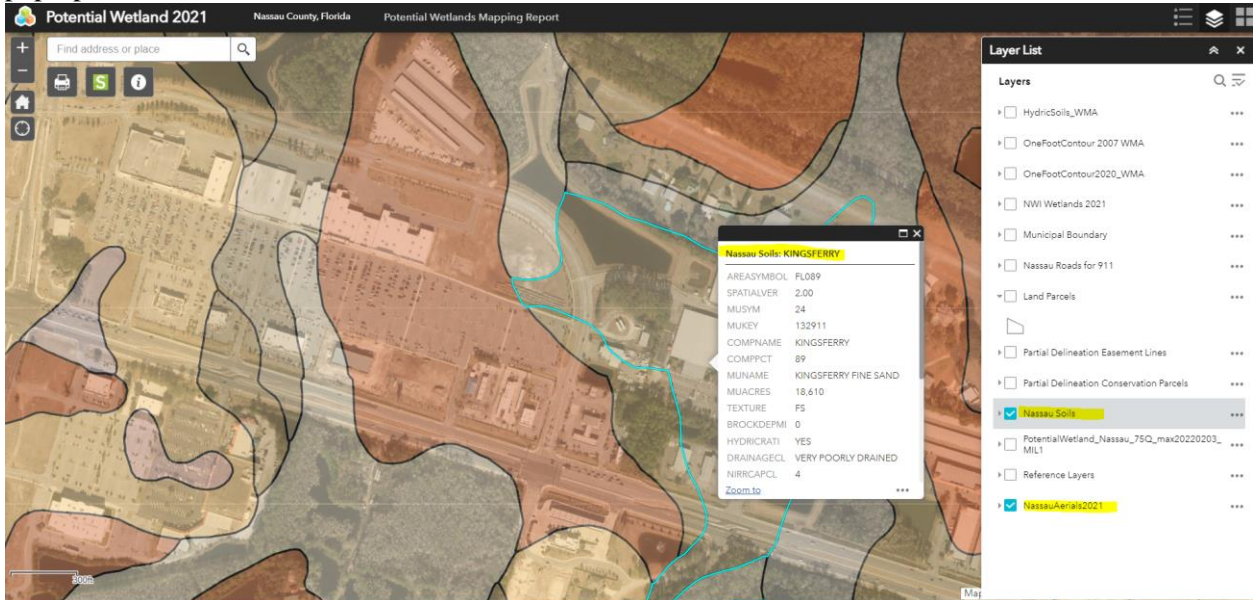 Potential Wetland 2021 Nassau County, Florida Potential Wetlands Mapping Report
Find address or place
S
i
300ft
Nassau Soils: KINGSFERRY
AREASYMBOL FL089
SPATIALVER 2.00
MUSYM 24
MUKEY 132911
COMPNAME KINGSFERRY
COMPPCT 89
MUNAME KINGSFERRY FINE SAND
MUACRES 18,610
TEXTURE FS
BROCKDEPMI 0
HYDRICRATI YES
DRAINAGECL VERY POORLY DRAINED
NIRRCAPCL 4
Zoom to
Map
Layer List
Layers
HydricSoils_WMA
OneFootContour 2007 WMA
OneFootContour2020_WMA
NWI Wetlands 2021
Municipal Boundary
Nassau Roads for 911
Land Parcels
Partial Delineation Easement Lines
Partial Delineation Conservation Parcels
Nassau Soils
PotentialWetland_Nassau_75Q_max20220203_
MIL1
Reference Layers
NassauAerials2021